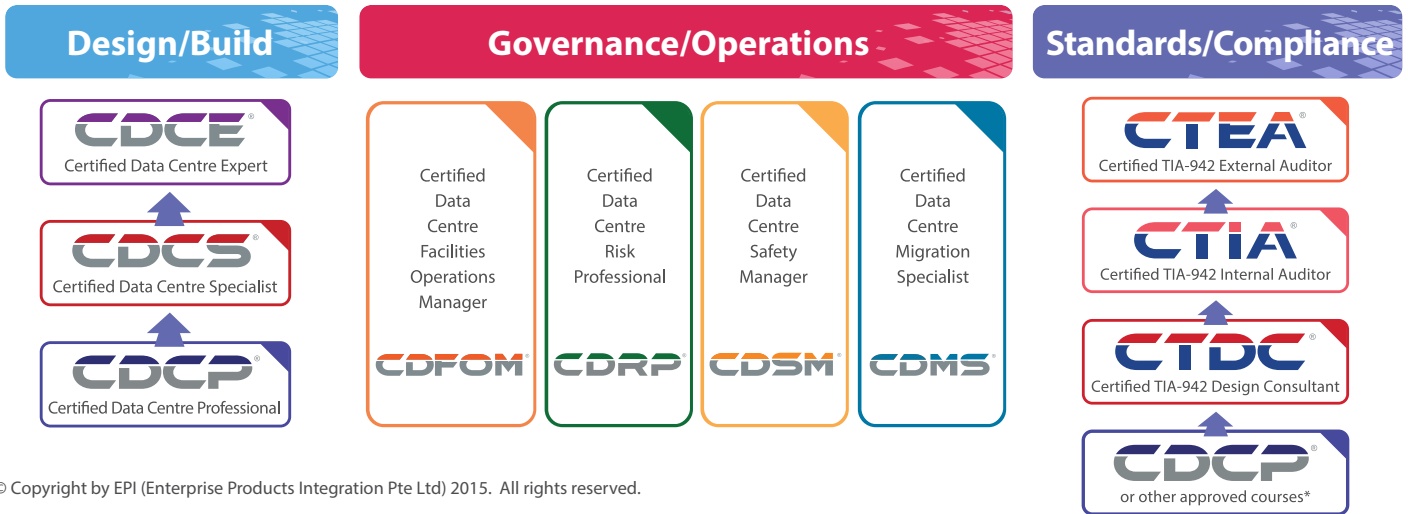 Design/Build
CDCE®
Certified Data Centre Expert
CDCS®
Certified Data Centre Specialist
CDCP®
Certified Data Centre Professional
Governance/Operations
Certified
Data
Centre
Facilities
Operations
Manager
CDFOM®
Certified
Data
Centre
Risk
Professional
CDRP®
Certified
Data
Centre
Safety
Manager
CDSM®
Certified
Data
Centre
Migration
Specialist
CDMS®
Standards/Compliance
CTEA®
Certified TIA-942 External Auditor
CTIA®
Certified TIA-942 Internal Auditor
CTDC®
Certified TIA-942 Design Consultant
CDCP®
or other approved courses*
© Copyright by EPI (Enterprise Products Integration Pte Ltd) 2015. All rights reserved.